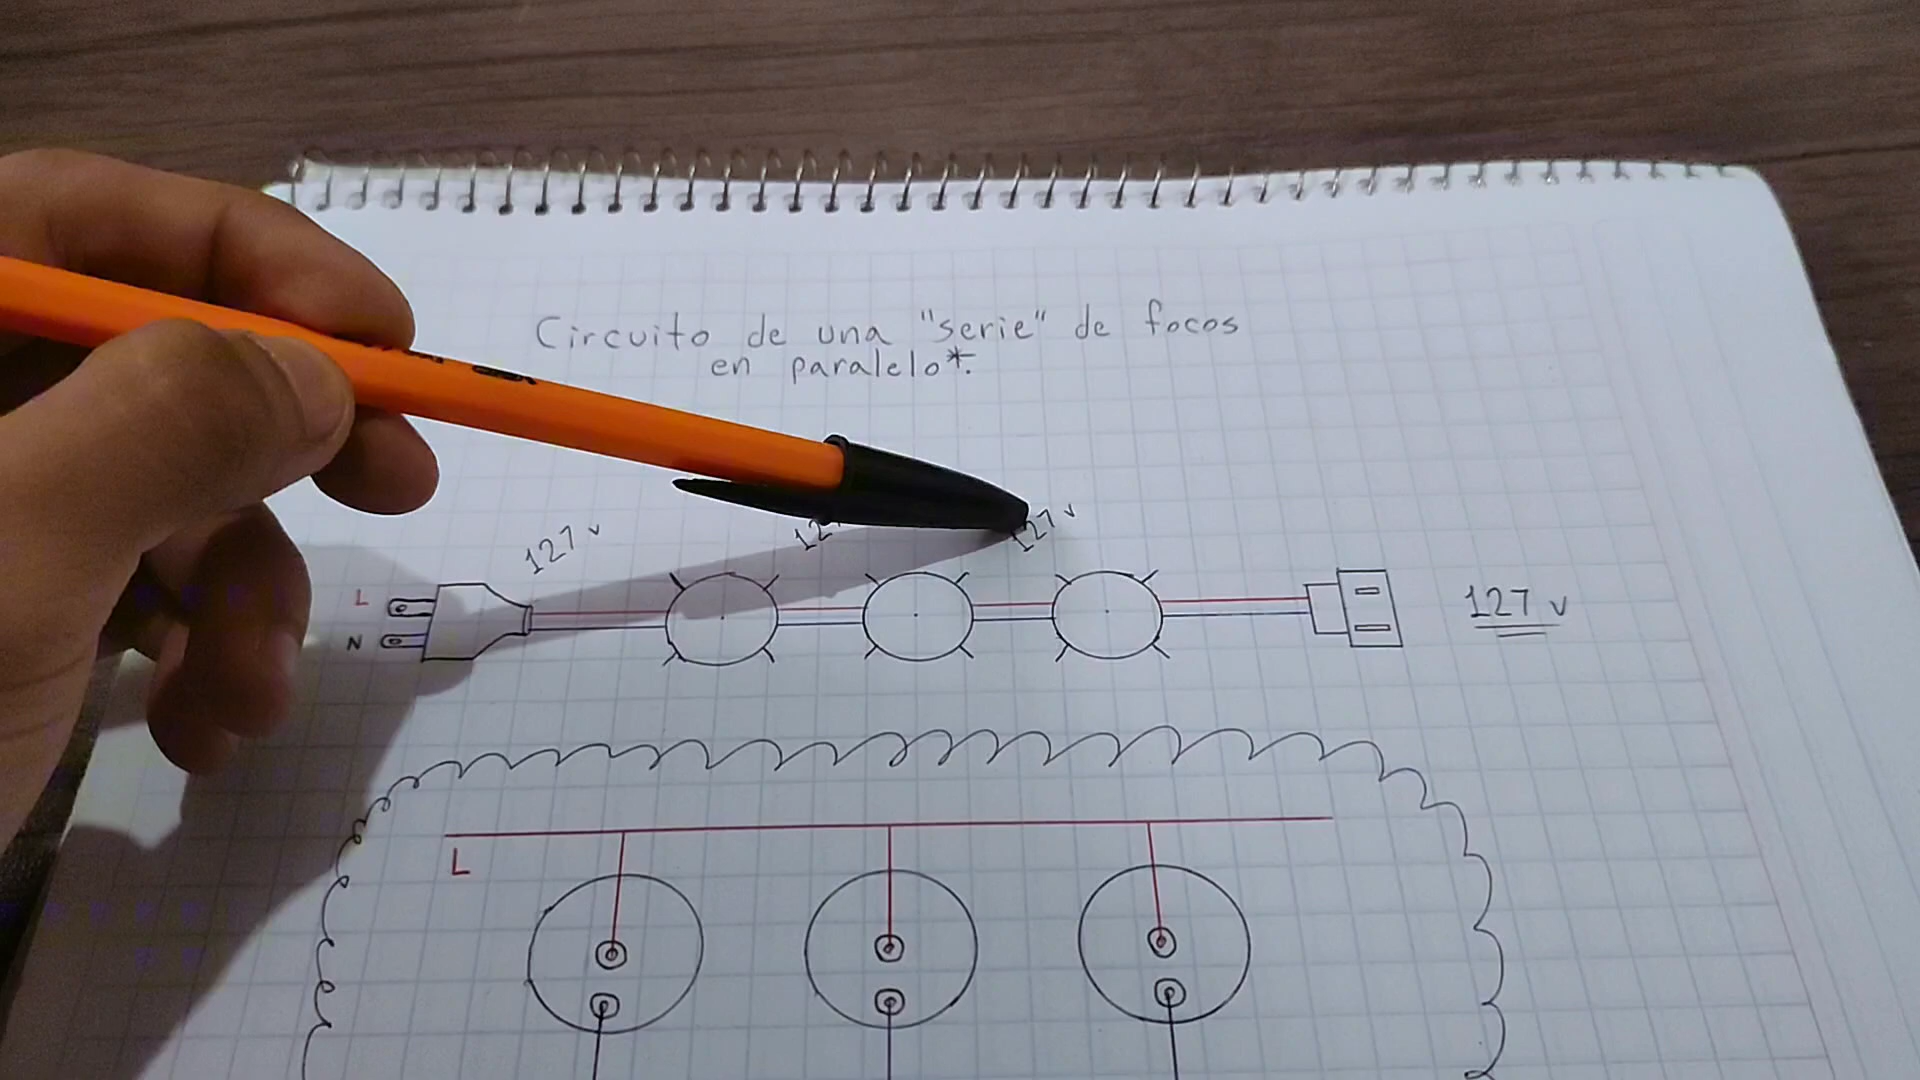 Circuito de una "serie" de focos
en paralelo*.
127 v
127 v
L
N
127 v
L